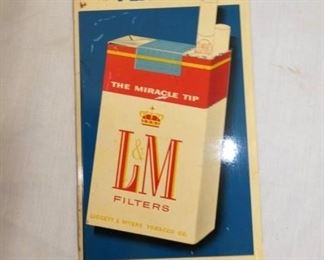 THE MIRACLE TIP
L&M
FILTERS
LIGGETT & MYERS TOBACCO CO.